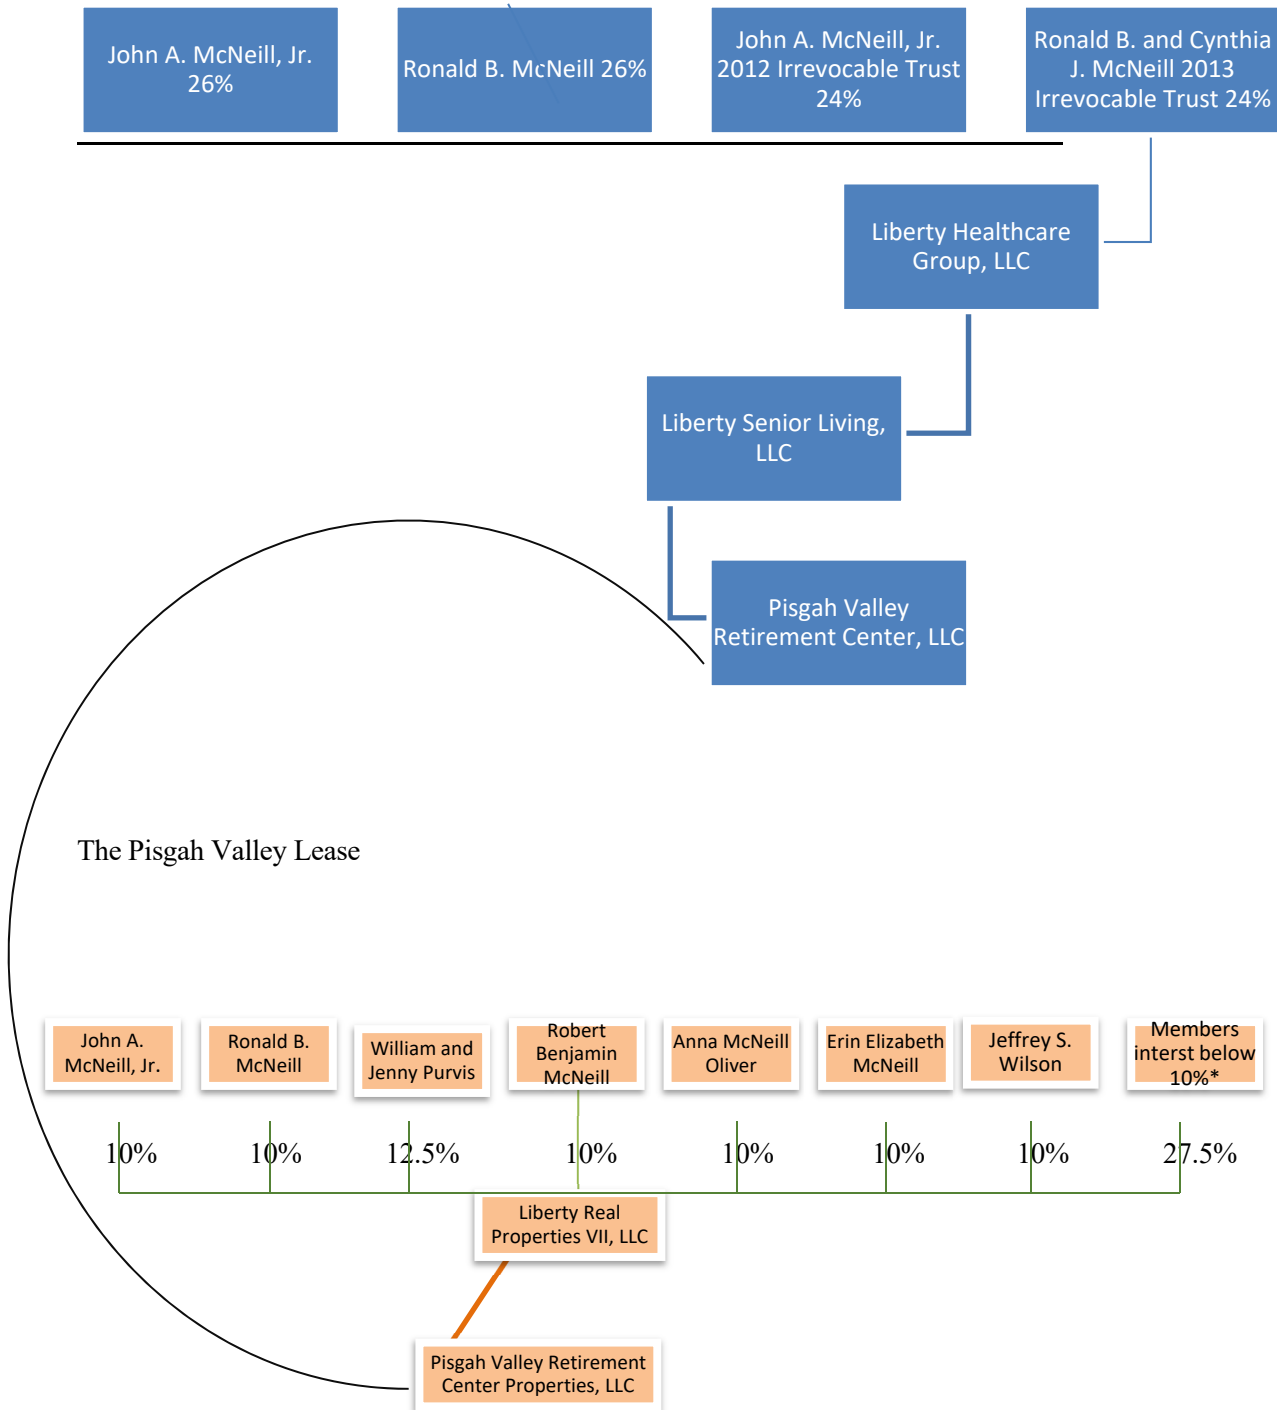 John A. McNeill, Jr.
26%
Ronald B. McNeill 26%
John A. McNeill, Jr.
2012 Irrevocable Trust
24%
Ronald B. and Cynthia
J. McNeill 2013
Irrevocable Trust 24%
Liberty Healthcare
Group, LLC
Liberty Senior Living,
LLC
Pisgah Valley
Retirement Center, LLC
The Pisgah Valley Lease
John A.
McNeill, Jr.
Ronald B.
McNeill
William and
Jenny Purvis
Robert
Benjamin
McNeill
Anna McNeill
Oliver
Erin Elizabeth
McNeill
Jeffrey S.
Wilson
Members
interst below
10%*
10%
10%
12.5%
10%
10%
10%
10%
27.5%
Liberty Real
Properties VII, LLC
Pisgah Valley Retirement
Center Properties, LLC